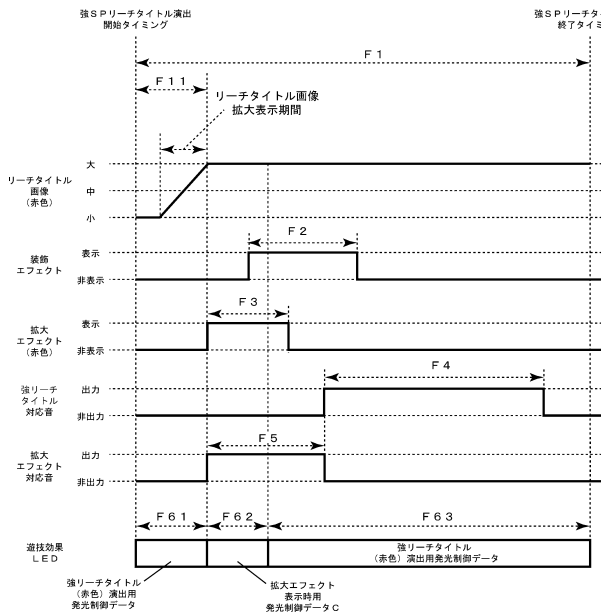 強ＳＰリーチタイトル演出
開始タイミング
強ＳＰリーチタ
終了タイミ
Ｆ１
Ｆ１１
リーチタイトル画像
拡大表示期間
リーチタイトル
画像
（赤色）
大
中
小
Ｆ２
装飾
エフェクト
表示
非表示
Ｆ３
拡大
エフェクト
（赤色）
表示
非表示
Ｆ４
強リーチ
タイトル
対応音
出力
非出力
Ｆ５
拡大
エフェクト
対応音
出力
非出力
Ｆ６１
Ｆ６２
Ｆ６３
遊技効果
ＬＥＤ
強リーチタイトル
（赤色）演出用発光制御データ
強リーチタイトル
（赤色）演出用
発光制御データ
拡大エフェクト
表示時用
発光制御データＣ